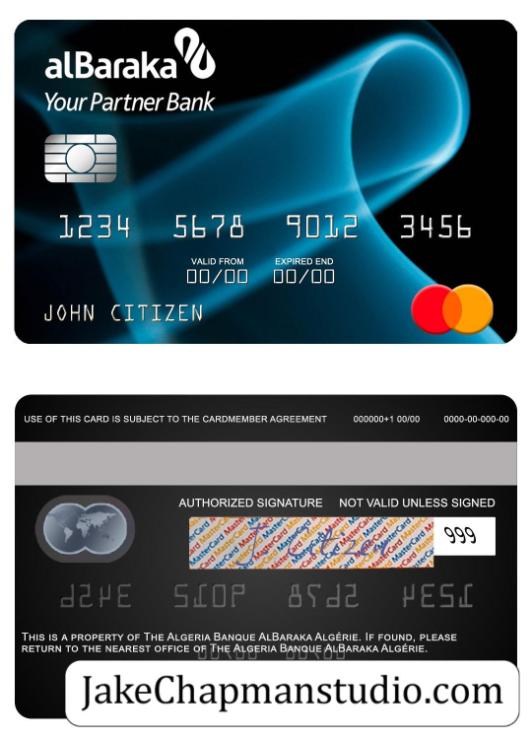 alBaraka
Your Partner Bank
1234 5678 9012 3456
VALID FROM EXPIRED END
00/00 00/00
JOHN CITIZEN
USE OF THIS CARD IS SUBJECT TO THE CARDMEMBER AGREEMENT 000000+1 00/00 0000-00-000-00
AUTHORIZED SIGNATURE NOT VALID UNLESS SIGNED
MasterCard MasterCard MasterCard
999
THIS IS A PROPERTY OF THE ALGERIA BANQUE ALBARAKA ALGÉRIE. IF FOUND, PLEASE
RETURN TO THE NEAREST OFFICE OF THE ALGERIA BANQUE ALBARAKA ALGÉRIE.
JakeChapmanstudio.com